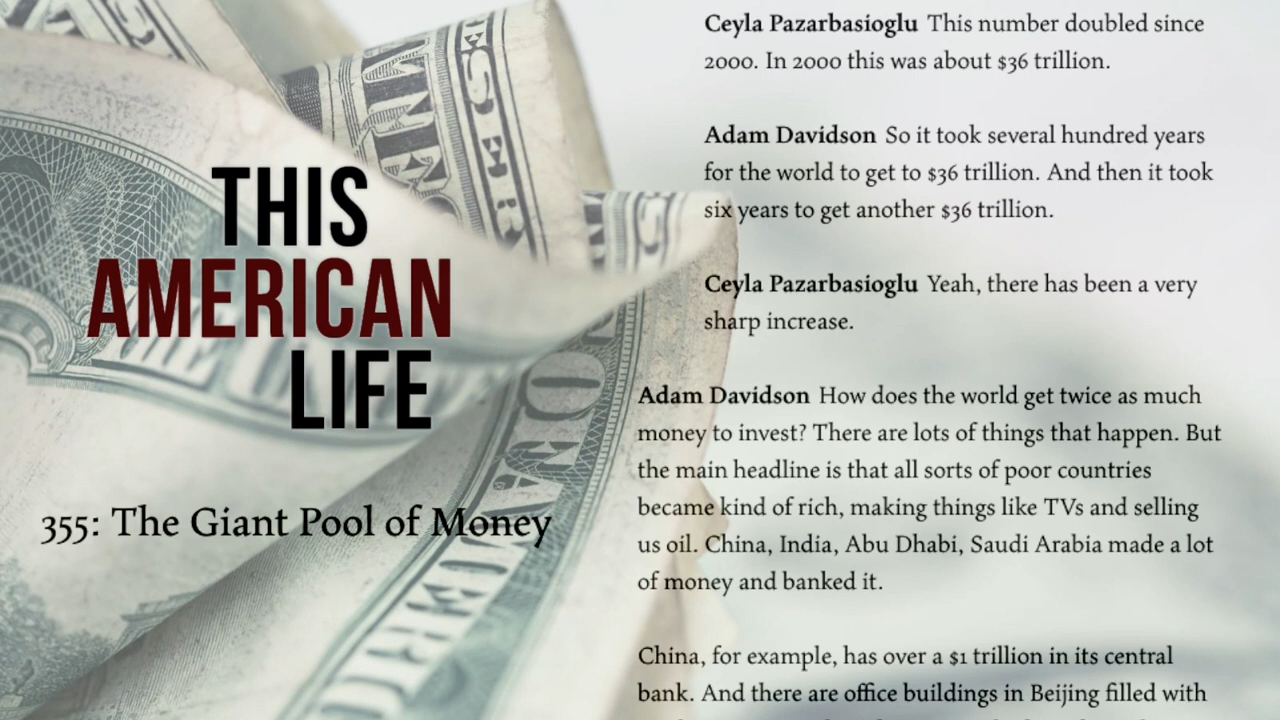 THIS
AMERICAN
LIFE
355: The Giant Pool of Money
Ceyla Pazarbasioglu This number doubled since
2000. In 2000 this was about $36 trillion.
Adam Davidson So it took several hundred years
for the world to get to $36 trillion. And then it took
six years to get another $36 trillion.
Ceyla Pazarbasioglu Yeah, there has been a very
sharp increase.
Adam Davidson How does the world get twice as much
money to invest? There are lots of things that happen. But
the main headline is that all sorts of poor countries
became kind of rich, making things like TVs and selling
us oil. China, India, Abu Dhabi, Saudi Arabia made a lot
of money and banked it.
China, for example, has over a $1 trillion in its central
bank. And there are office buildings in Beijing filled with